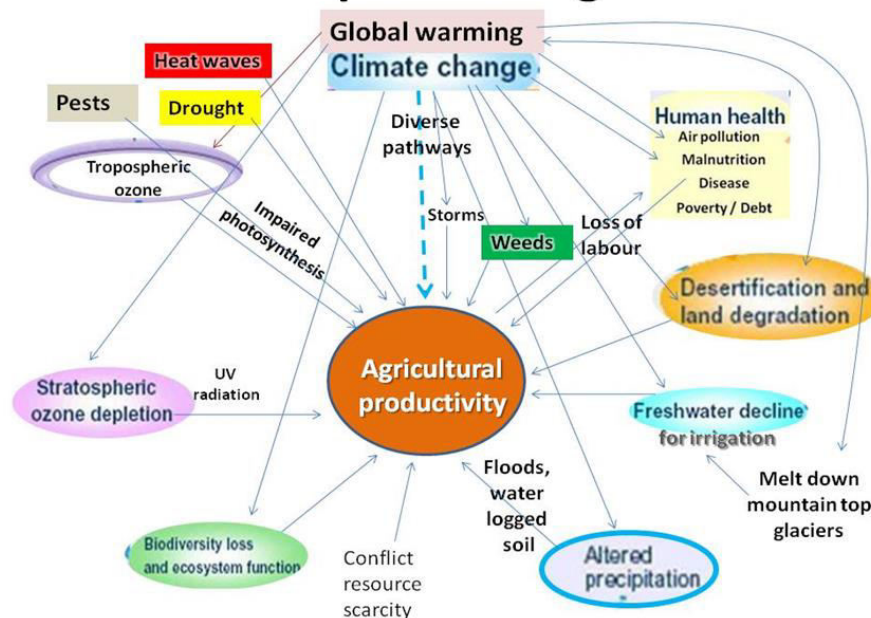 Global warming
Climate change
Heat waves
Pests
Drought
Tropospheric
ozone
Diverse
pathways
Human health
Air pollution
Malnutrition
Disease
Poverty / Debt
Impaired
photosynthesis
Storms
Weeds
Loss of
labour
Desertification and
land degradation
Agricultural
productivity
Stratospheric
ozone depletion
UV
radiation
Freshwater decline
for irrigation
Floods,
water
logged
soil
Melt down
mountain top
glaciers
Biodiversity loss
and ecosystem function
Conflict
resource
scarcity
Altered
precipitation